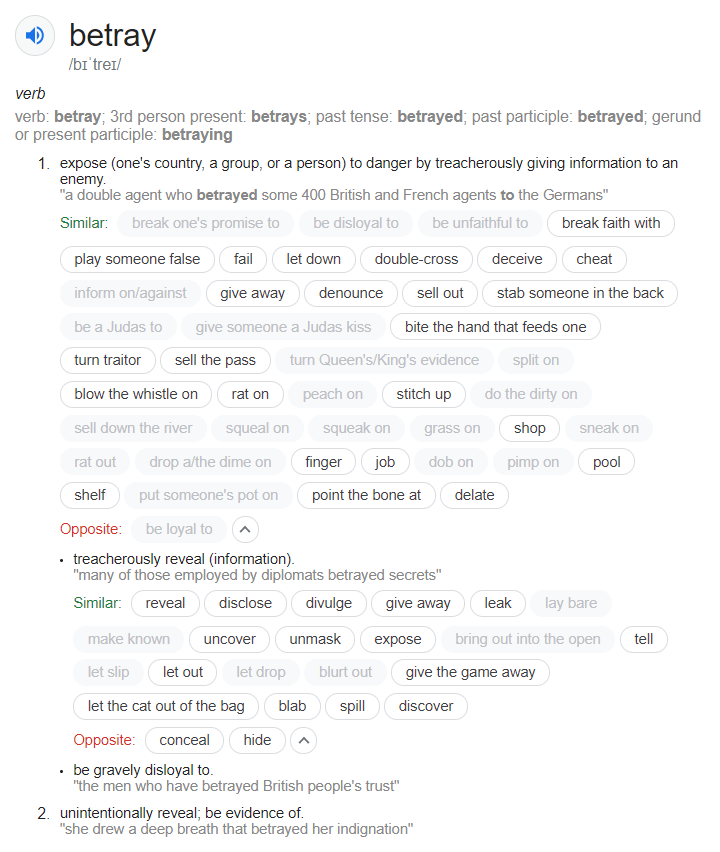 betray
/bɪˈtreɪ/
verb
verb: betray; 3rd person present: betrays; past tense: betrayed; past participle: betrayed; gerund
or present participle: betraying
1. expose (one's country, a group, or a person) to danger by treacherously giving information to an
enemy.
"a double agent who betrayed some 400 British and French agents to the Germans"
Similar: break one's promise to be disloyal to be unfaithful to break faith with
play someone false fail let down double-cross deceive cheat
inform on/against give away denounce sell out stab someone in the back
be a Judas to give someone a Judas kiss bite the hand that feeds one
turn traitor sell the pass turn Queen's/King's evidence split on
blow the whistle on rat on peach on stitch up do the dirty on
sell down the river squeal on squeak on grass on shop sneak on
rat out drop a/the dime on finger job dob on pimp on pool
shelf put someone's pot on point the bone at delate
Opposite: be loyal to
• treacherously reveal (information).
"many of those employed by diplomats betrayed secrets"
Similar: reveal disclose divulge give away leak lay bare
make known uncover unmask expose bring out into the open tell
let slip let out let drop blurt out give the game away
let the cat out of the bag blab spill discover
Opposite: conceal hide
• be gravely disloyal to.
"the men who have betrayed British people's trust"
2. unintentionally reveal; be evidence of.
"she drew a deep breath that betrayed her indignation"